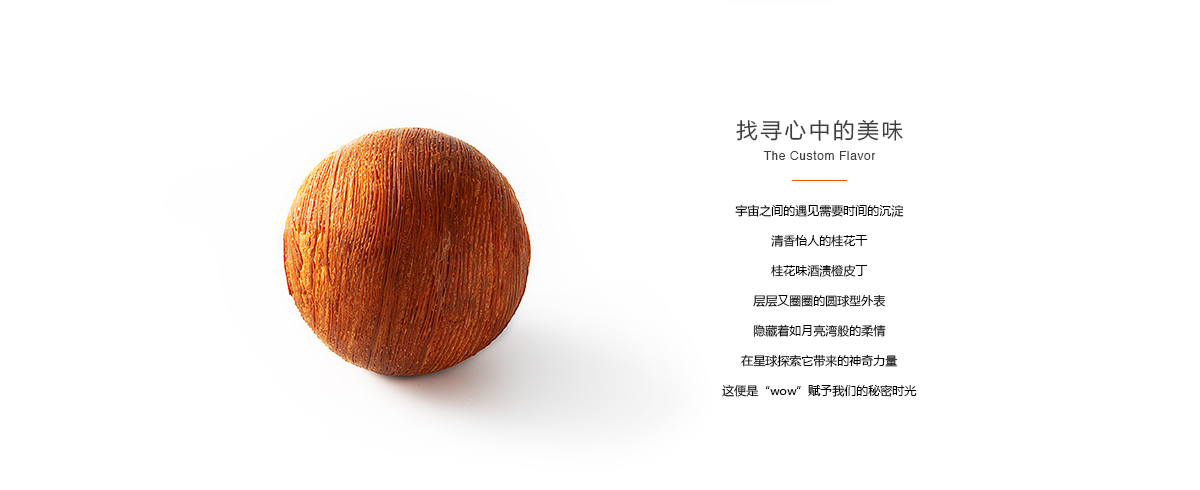 找寻心中的美味
The Custom Flavor
宇宙之间的遇见需要时间的沉淀
清香怡人的桂花干
桂花味酒渍橙皮丁
层层又圈圈的圆球型外表
隐藏着如月亮湾般的柔情
在星球探索它带来的神奇力量
这便是“wow”赋予我们的秘密时光